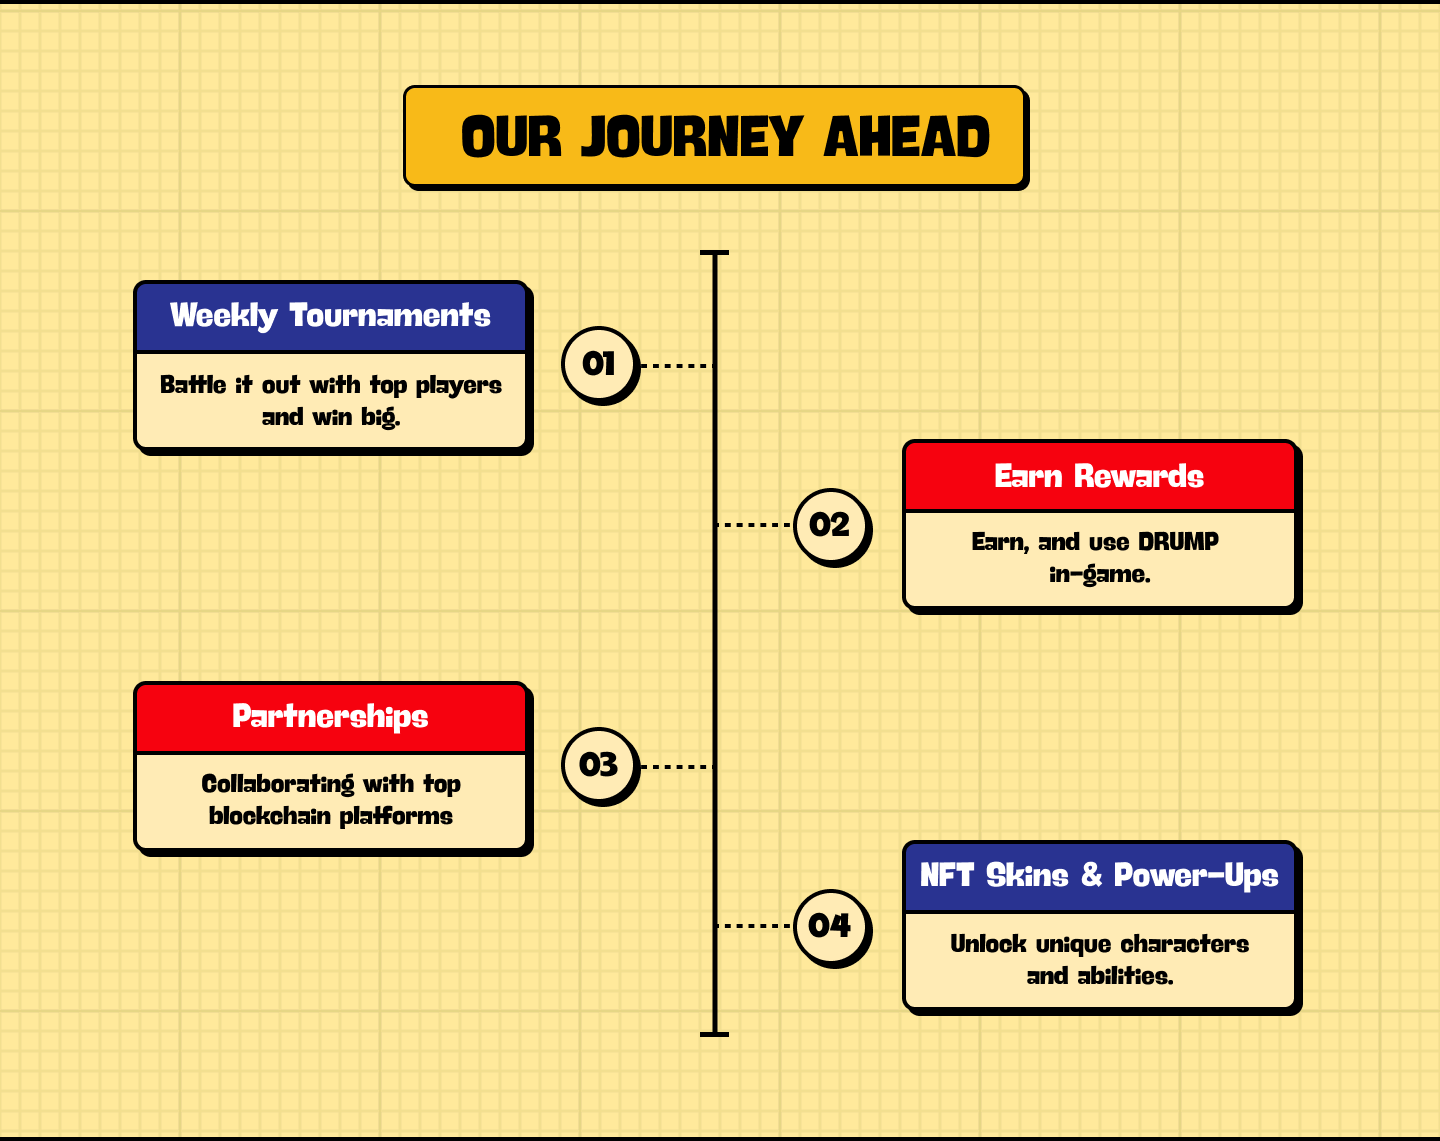 OUR JOURNEY AHEAD
Weekly Tournaments
Battle it out with top players
and win big.
01
02
Earn Rewards
Earn, and use DRUMP
in-game.
Partnerships
Collaborating with top
blockchain platforms
03
04
NFT Skins & Power-Ups
Unlock unique characters
and abilities.